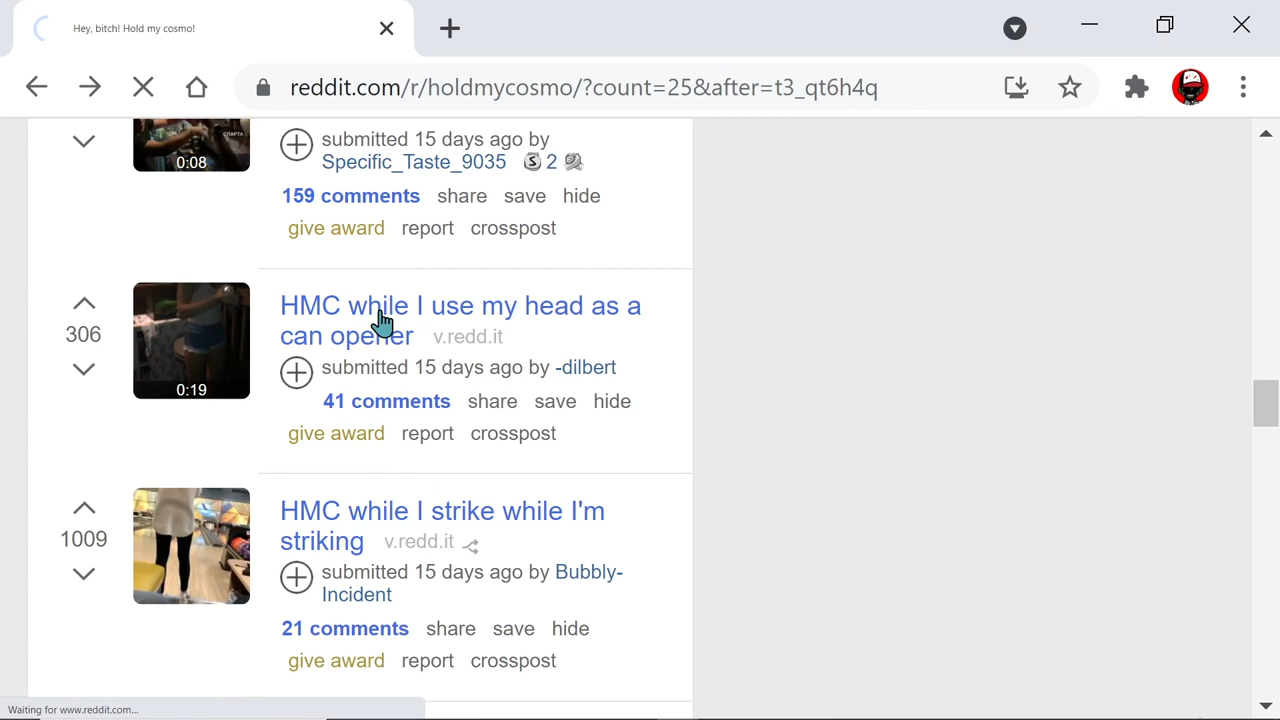 Hey, bitch! Hold my cosmo!
reddit.com/r/holdmycosmo/?count=25&after=t3_qt6h4q
submitted 15 days ago by
Specific_Taste_9035 2
0:08
159 comments share save hide
give award report crosspost
HMC while I use my head as a
can opener v.redd.it
306
submitted 15 days ago by -dilbert
0:19
41 comments share save hide
give award report crosspost
HMC while I strike while I'm
striking v.redd.it
1009
submitted 15 days ago by Bubbly-
Incident
21 comments share save hide
give award report crosspost
Waiting for www.reddit.com...